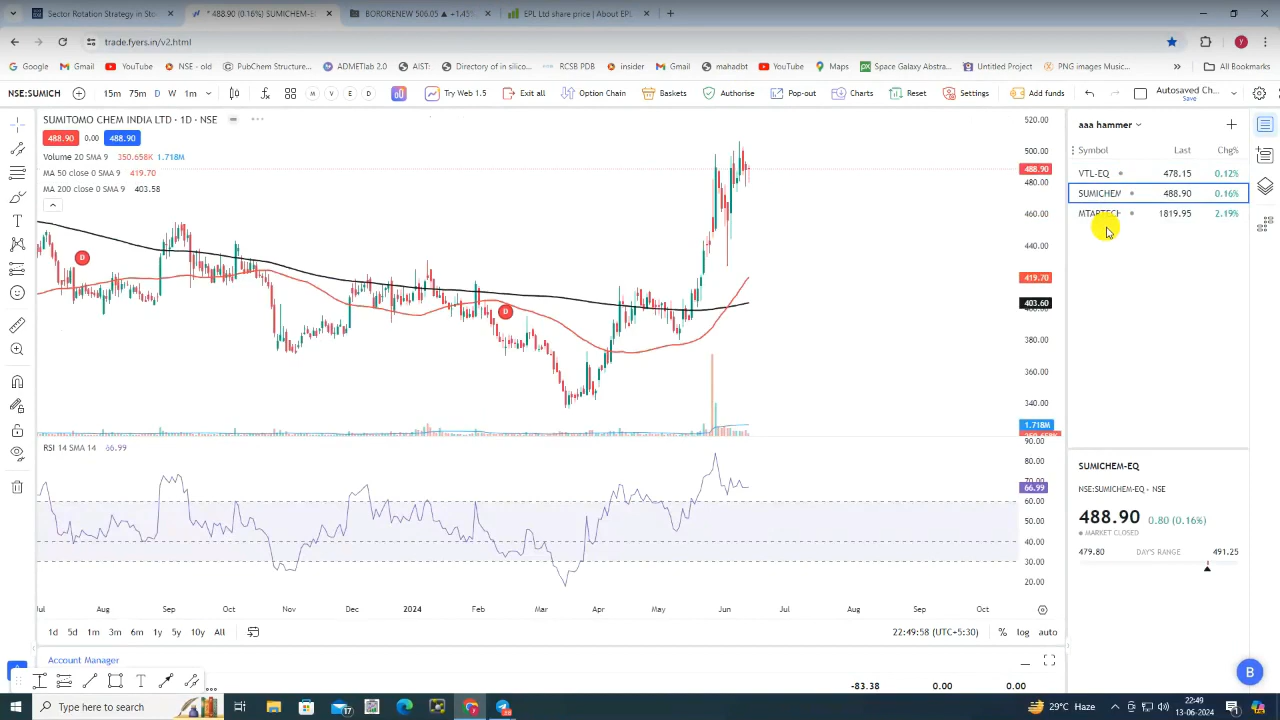 Sector Rotation Strategy in Stoc
488.90 (0.16%) SUMICHEM-EQ
BORORENEW 506.05 ▲ +1.45%
EPL Ltd share price | About EPL
trade.fyers.in/v2.html
Google Gmail YouTube NSE - old PubChem Structure... ADMETlab 2.0 AIST: Directory of in silico... RCSB PDB insider Gmail mahadbt YouTube Maps Space Galaxy Abstra... Untitled Project PNG images Music... All Bookmarks
NSE:SUMICH 15m 75m D W 1m M V E D Try Web 1.5 Exit all Option Chain Baskets Authorise Pop-out Charts Reset Settings Add funds Autosaved Ch...
Save
SUMITOMO CHEM INDIA LTD · 1D · NSE
488.90 0.00 488.90
Volume 20 SMA 9 350.658K 1.718M
MA 50 close 0 SMA 9 419.70
MA 200 close 0 SMA 9 403.58
D
D
520.00
500.00
488.90
480.00
460.00
440.00
419.70
403.60
400.00
380.00
360.00
340.00
1.718M
RSI 14 SMA 14 66.99
90.00
80.00
70.00
66.99
60.00
50.00
40.00
30.00
20.00
Jul Aug Sep Oct Nov Dec 2024 Feb Mar Apr May Jun Jul Aug Sep Oct
1d 5d 1m 3m 6m 1y 5y 10y All
22:49:58 (UTC+5:30) % log auto
Account Manager
-83.38 0.00 0.00
aaa hammer
Symbol Last Chg%
VTL-EQ 478.15 0.12%
SUMICHEM 488.90 0.16%
MTARTECH 1819.95 2.19%
SUMICHEM-EQ
NSE:SUMICHEM-EQ - NSE
488.90 0.80 (0.16%)
MARKET CLOSED
479.80 DAY'S RANGE 491.25
B
Type here to search
17
29°C Haze
22:49
13-06-2024